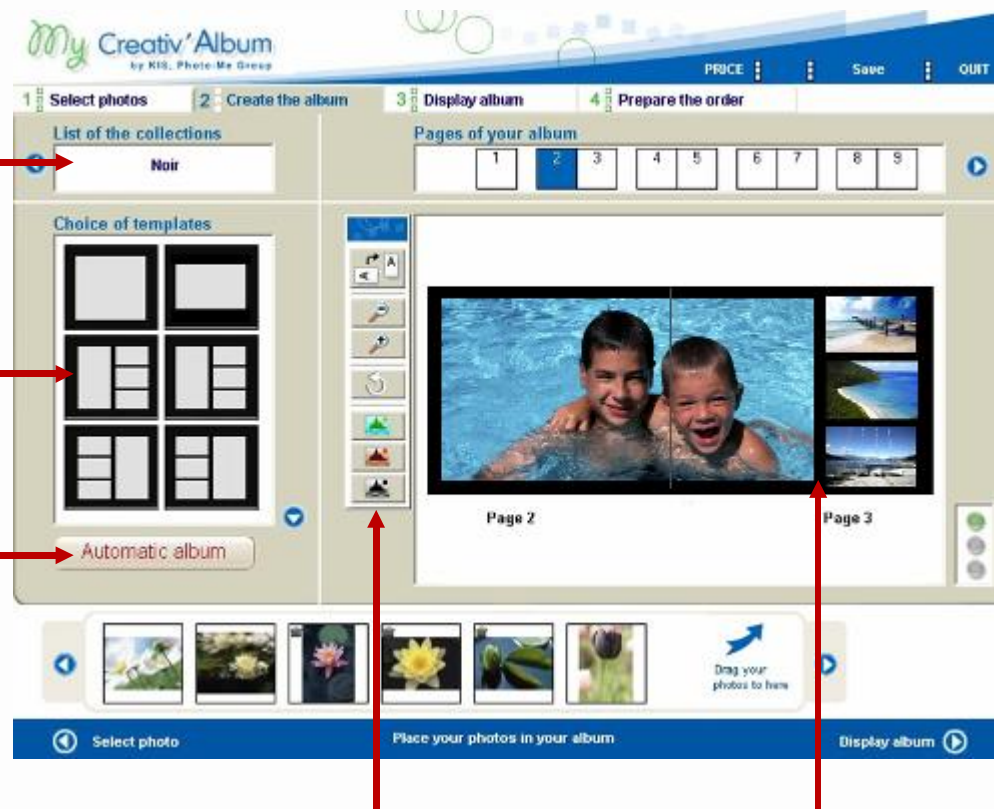 My Creativ'Album
by KIS, Photo-Me Group
PRICE Save QUIT
1 Select photos 2 Create the album 3 Display album 4 Prepare the order
List of the collections
Noir
Pages of your album
1 2 3 4 5 6 7 8 9
Choice of templates
A A
Page 2 Page 3
Automatic album
Drag your
photos to here
Select photo Place your photos in your album Display album